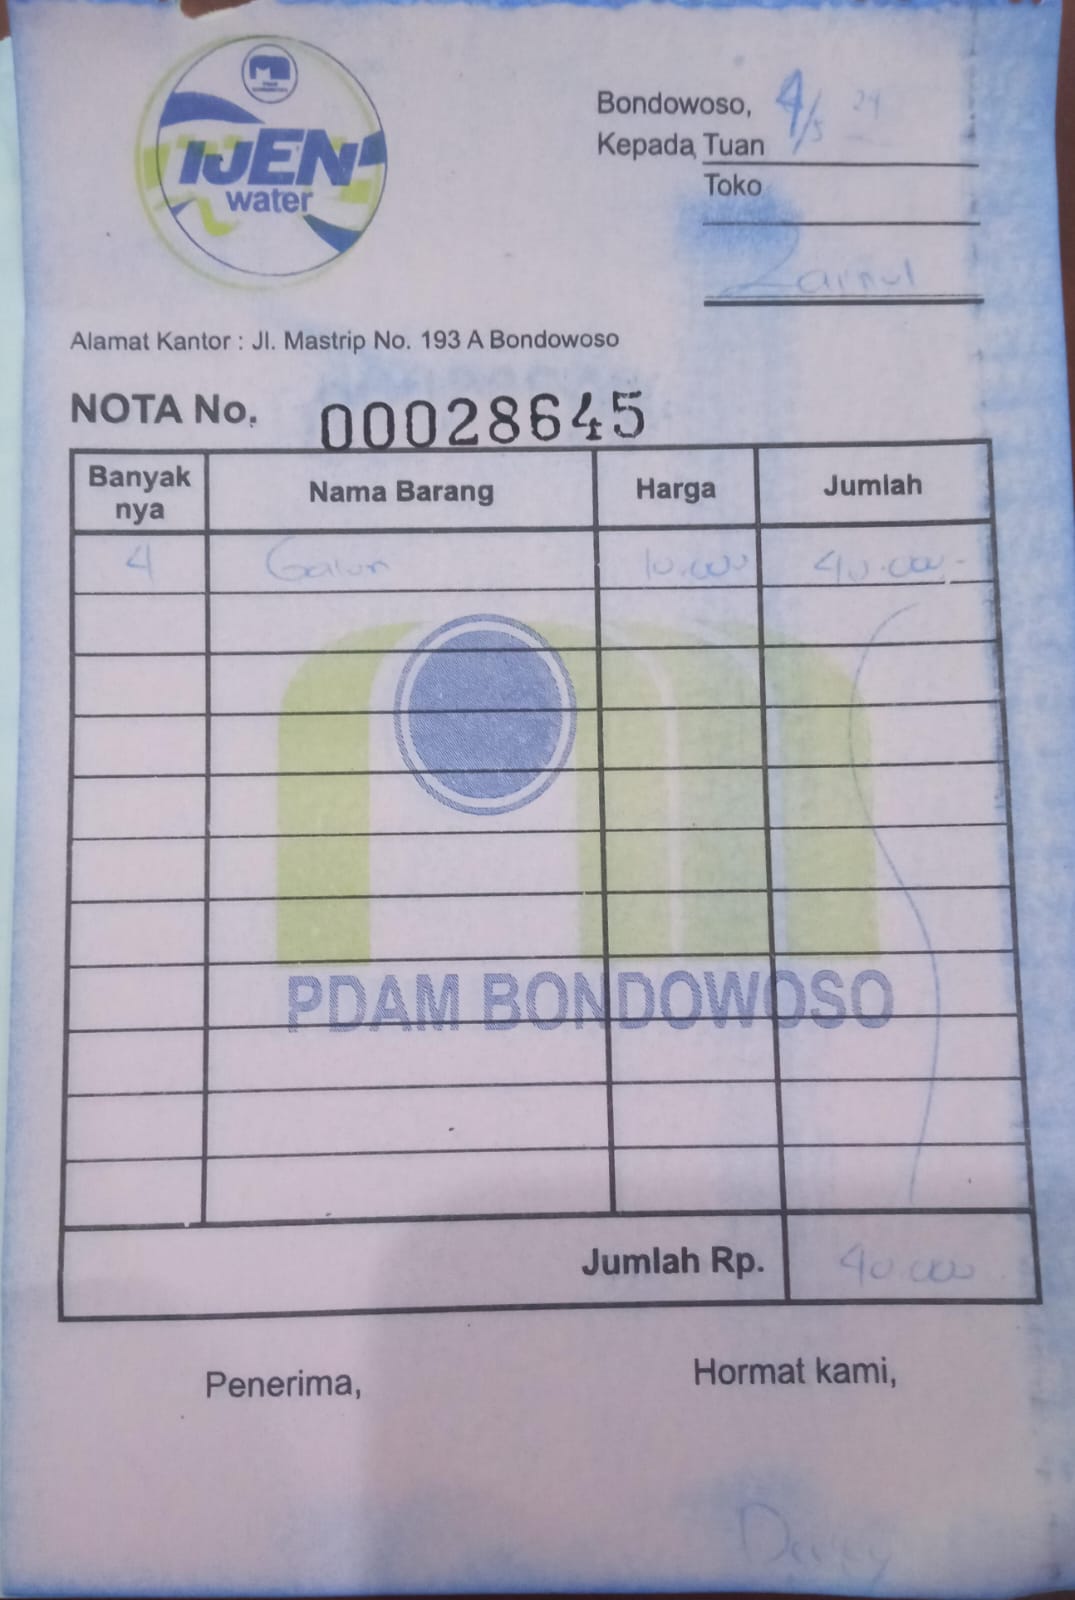 IJEN
water
Bondowoso, 4/5 24
Kepada Tuan
Toko
Zainul
Alamat Kantor : Jl. Mastrip No. 193 A Bondowoso
NOTA No. 00028645
Banyak nya Nama Barang Harga Jumlah
4 Galon 10.000 40.000,-
PDAM BONDOWOSO
Jumlah Rp. 40.000
Penerima, Hormat kami,